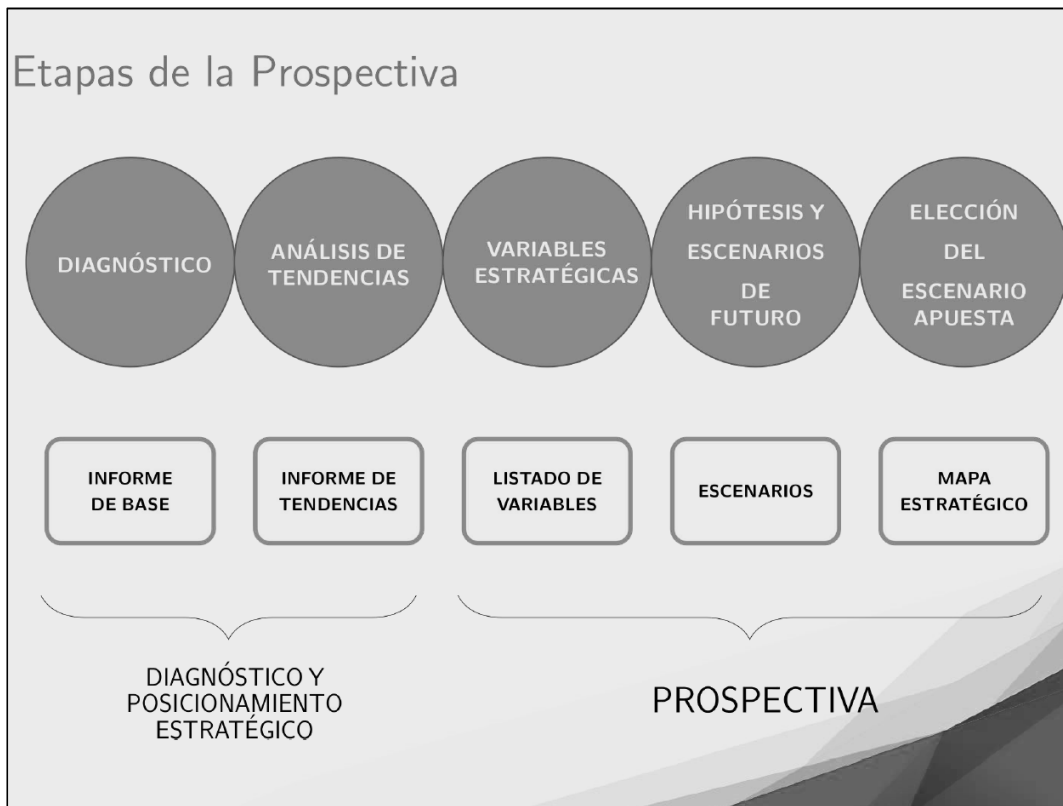 Etapas de la Prospectiva
DIAGNÓSTICO
ANÁLISIS DE
TENDENCIAS
VARIABLES
ESTRATÉGICAS
HIPÓTESIS Y
ESCENARIOS
DE
FUTURO
ELECCIÓN
DEL
ESCENARIO
APUESTA
INFORME
DE BASE
INFORME DE
TENDENCIAS
LISTADO DE
VARIABLES
ESCENARIOS
MAPA
ESTRATÉGICO
DIAGNÓSTICO Y
POSICIONAMIENTO
ESTRATÉGICO
PROSPECTIVA